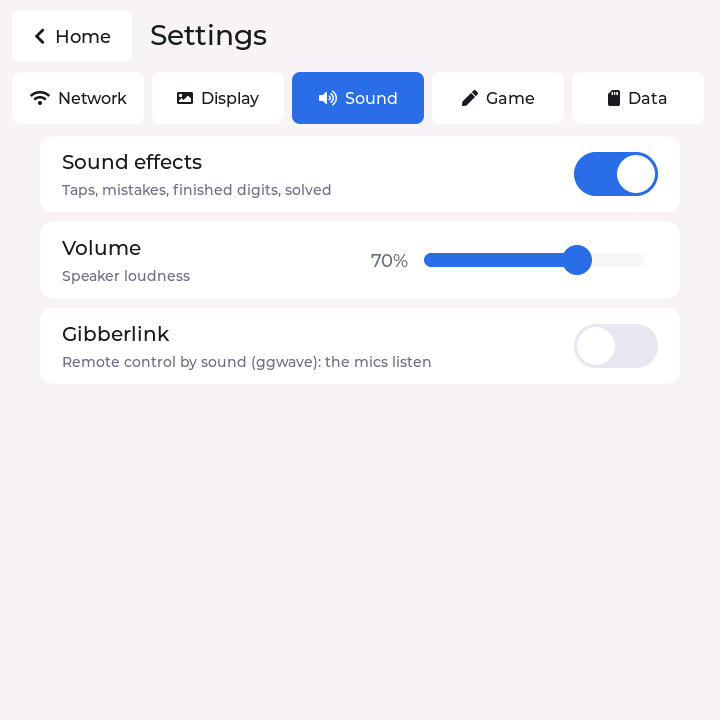 Home
Settings
Network
Display
Sound
Game
Data
Sound effects
Taps, mistakes, finished digits, solved
Volume
Speaker loudness
70%
Gibberlink
Remote control by sound (ggwave): the mics listen